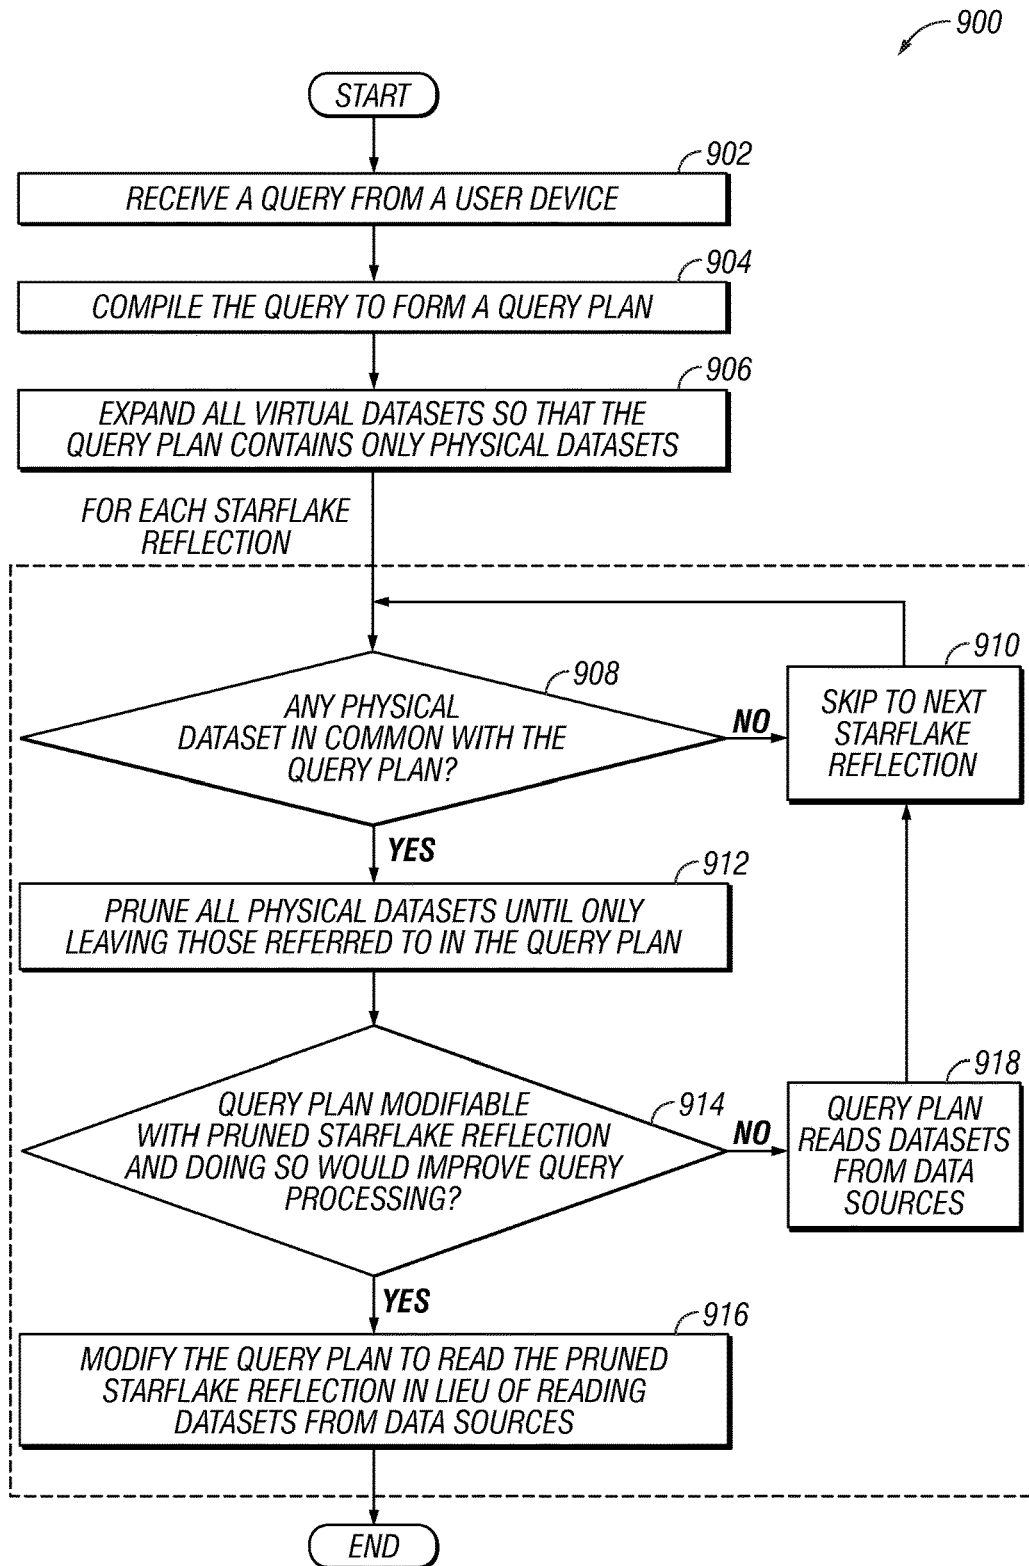 900
START
902
RECEIVE A QUERY FROM A USER DEVICE
904
COMPILE THE QUERY TO FORM A QUERY PLAN
906
EXPAND ALL VIRTUAL DATASETS SO THAT THE
QUERY PLAN CONTAINS ONLY PHYSICAL DATASETS
FOR EACH STARFLAKE
REFLECTION
908
ANY PHYSICAL
DATASET IN COMMON WITH THE
QUERY PLAN?
NO
910
SKIP TO NEXT
STARFLAKE
REFLECTION
YES
912
PRUNE ALL PHYSICAL DATASETS UNTIL ONLY
LEAVING THOSE REFERRED TO IN THE QUERY PLAN
914
QUERY PLAN MODIFIABLE
WITH PRUNED STARFLAKE REFLECTION
AND DOING SO WOULD IMPROVE QUERY
PROCESSING?
NO
918
QUERY PLAN
READS DATASETS
FROM DATA
SOURCES
YES
916
MODIFY THE QUERY PLAN TO READ THE PRUNED
STARFLAKE REFLECTION IN LIEU OF READING
DATASETS FROM DATA SOURCES
END